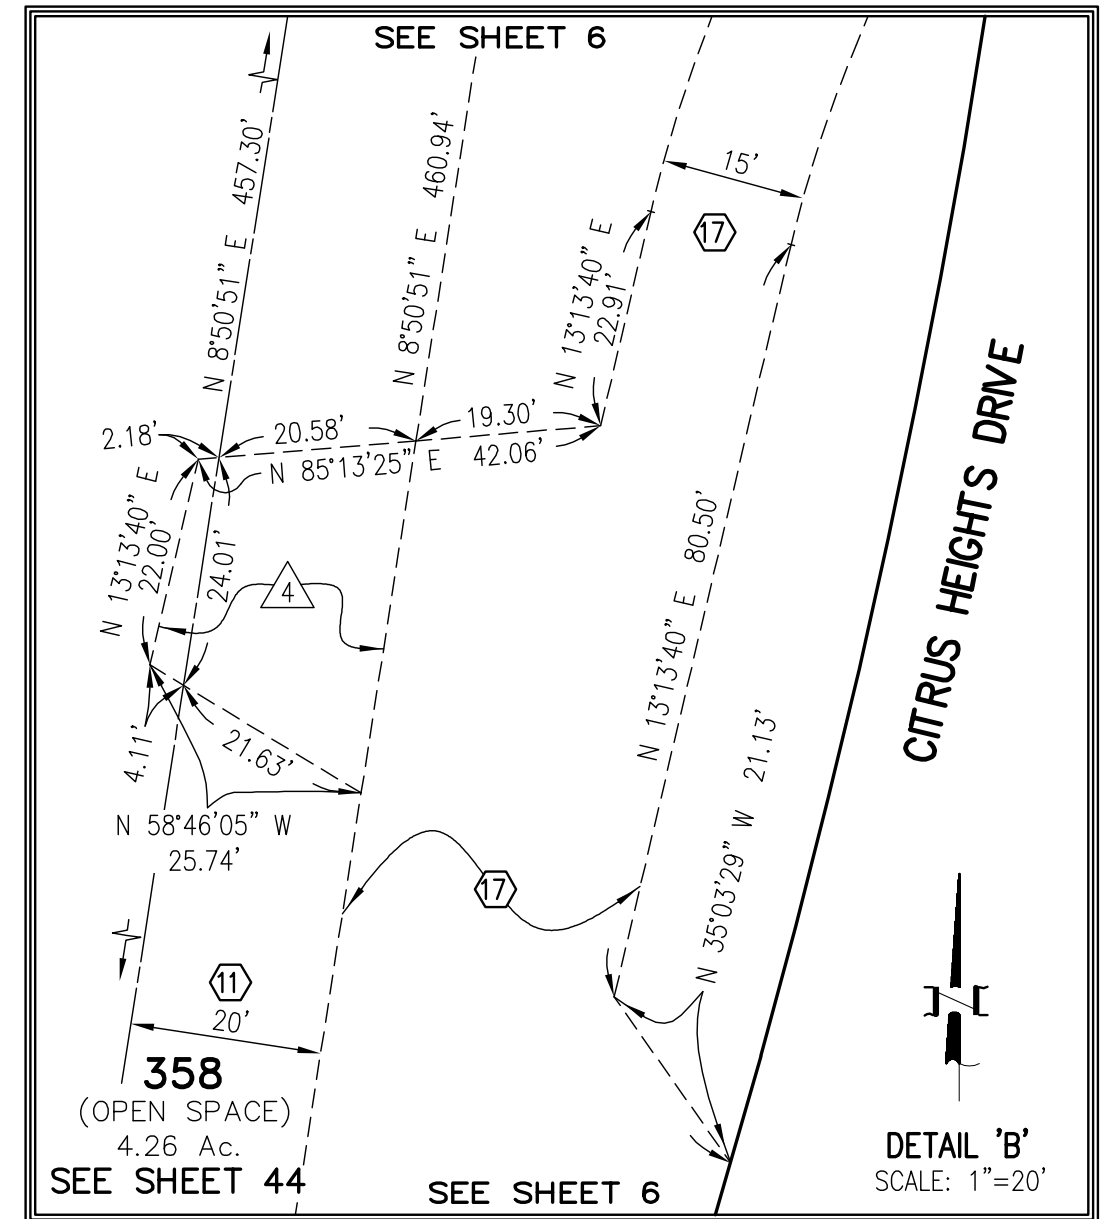 SEE SHEET 6
N 8°50'51" E 457.30'
N 8°50'51" E 460.94'
15'
17
N 13°13'40" E
22.91'
2.18'
20.58'
19.30'
N 85°13'25" E 42.06'
N 13°13'40" E
22.00'
24.01'
4
CITRUS HEIGHTS DRIVE
N 13°13'40" E 80.50'
4.11'
21.63'
N 58°46'05" W
25.74'
17
N 35°03'29" W 21.13'
11
20'
358
(OPEN SPACE)
4.26 Ac.
SEE SHEET 44
SEE SHEET 6
DETAIL 'B'
SCALE: 1"=20'